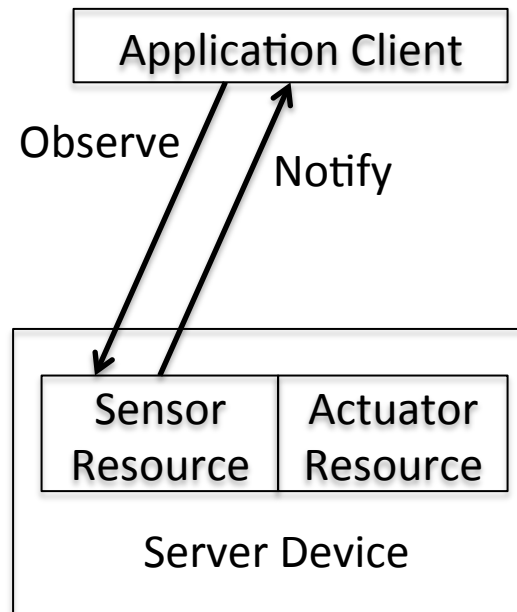 Application Client
Observe
Notify
Sensor
Resource
Actuator
Resource
Server Device